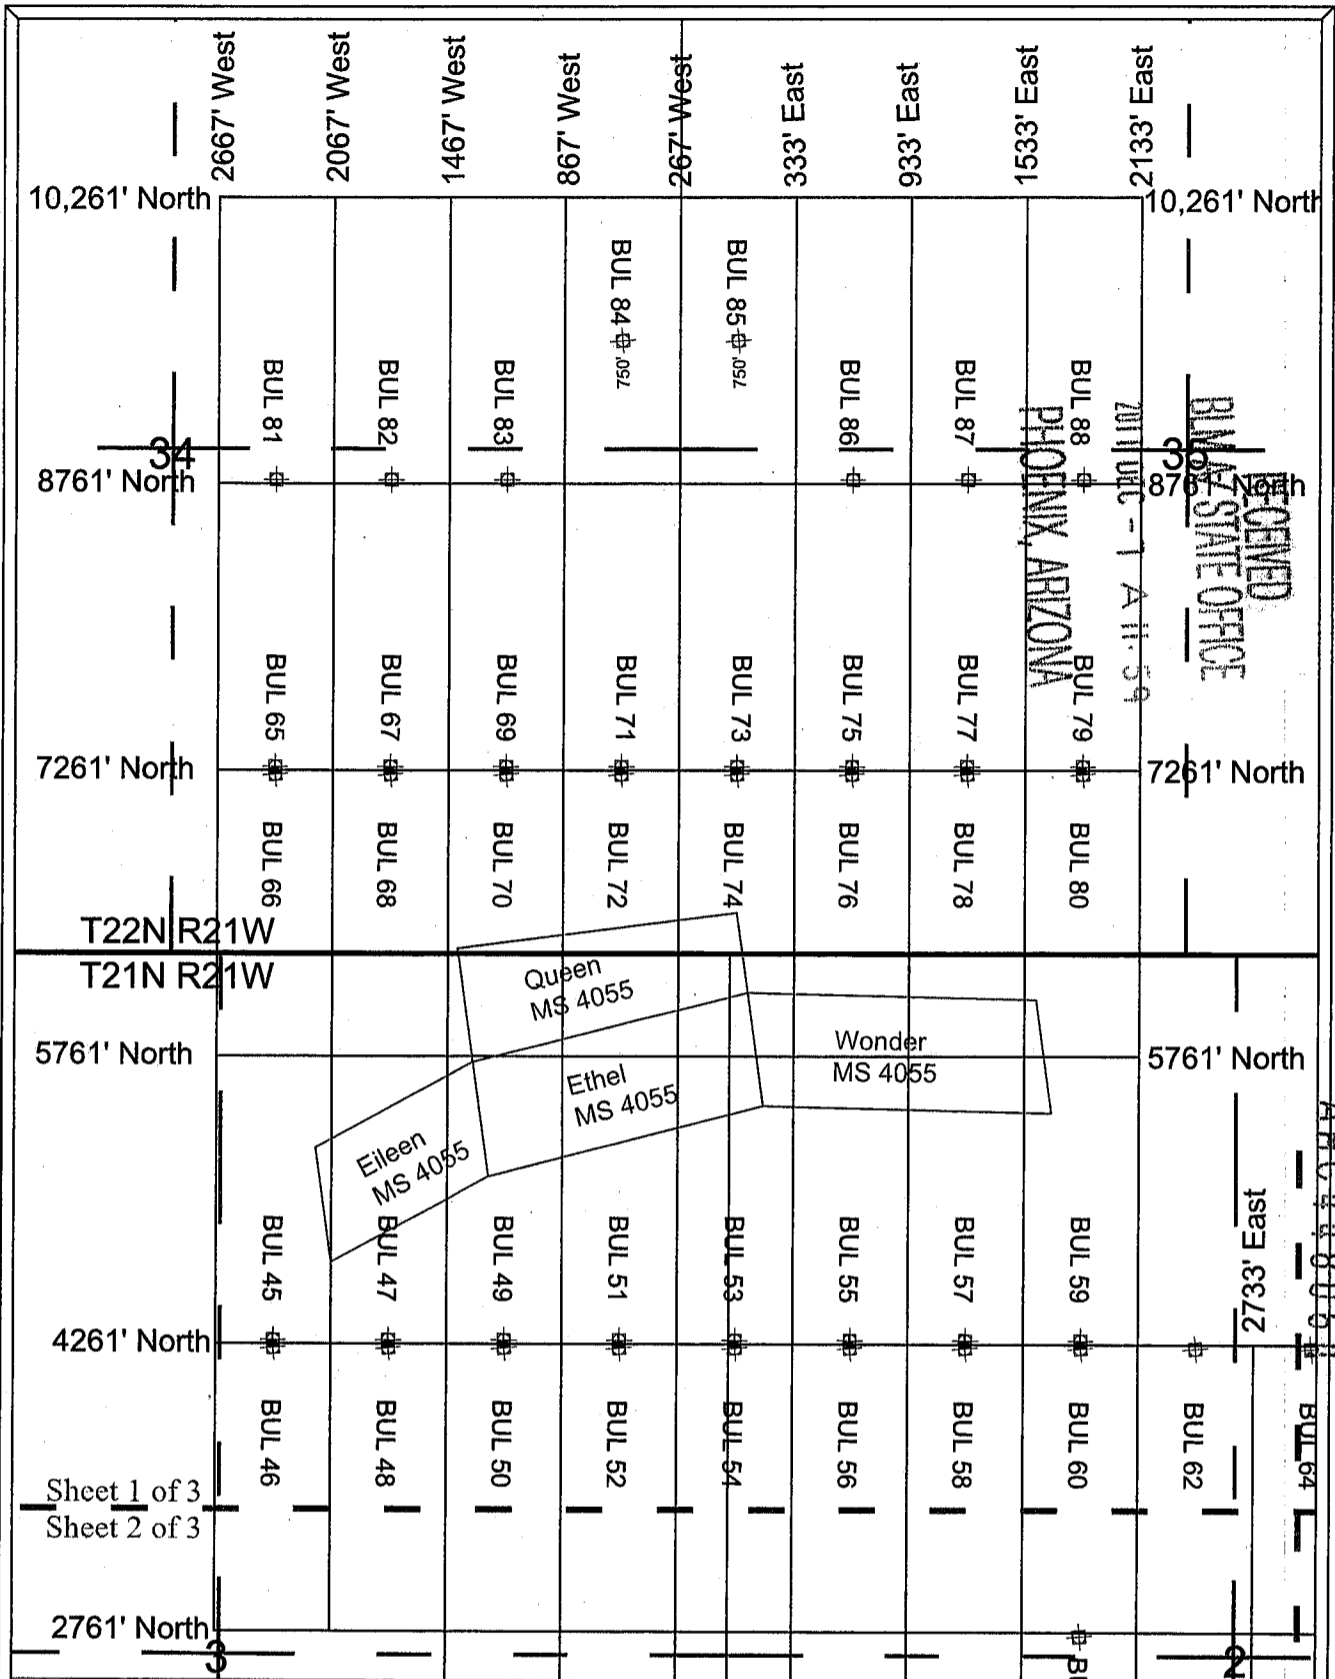 2667' West
2067' West
1467' West
867' West
267' West
333' East
933' East
1533' East
2133' East
10,261' North
10,261' North
BUL 84
750'
BUL 85
750'
BUL 81
BUL 82
BUL 83
BUL 86
BUL 87
BUL 88
34
35
8761' North
8761' North
RECEIVED
BLM AZ STATE OFFICE
A 11:59
PHOENIX, ARIZONA
BUL 65
BUL 67
BUL 69
BUL 71
BUL 73
BUL 75
BUL 77
BUL 79
7261' North
7261' North
BUL 66
BUL 68
BUL 70
BUL 72
BUL 74
BUL 76
BUL 78
BUL 80
T22N R21W
T21N R21W
Queen
MS 4055
5761' North
Wonder
MS 4055
5761' North
Ethel
MS 4055
Eileen
MS 4055
BUL 45
BUL 47
BUL 49
BUL 51
BUL 53
BUL 55
BUL 57
BUL 59
2733' East
4261' North
BUL 46
BUL 48
BUL 50
BUL 52
BUL 54
BUL 56
BUL 58
BUL 60
BUL 62
BUL 64
Sheet 1 of 3
Sheet 2 of 3
2761' North
3
2